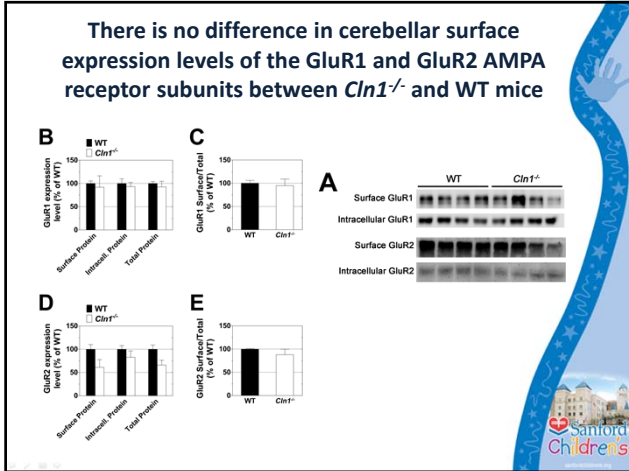 There is no difference in cerebellar surface
expression levels of the GluR1 and GluR2 AMPA
receptor subunits between Cln1-/- and WT mice
B
WT
Cln1-/-
GluR1 expression
level (% of WT)
150
100
50
0
Surface Protein
Intracell. Protein
Total Protein
C
GluR1 Surface/Total
(% of WT)
150
100
50
0
WT
Cln1-/-
A
WT
Cln1-/-
Surface GluR1
Intracellular GluR1
Surface GluR2
Intracellular GluR2
D
WT
Cln1-/-
GluR2 expression
level (% of WT)
150
100
50
0
Surface Protein
Intracell. Protein
Total Protein
E
GluR2 Surface/Total
(% of WT)
150
100
50
0
WT
Cln1-/-
Sanford
Children's